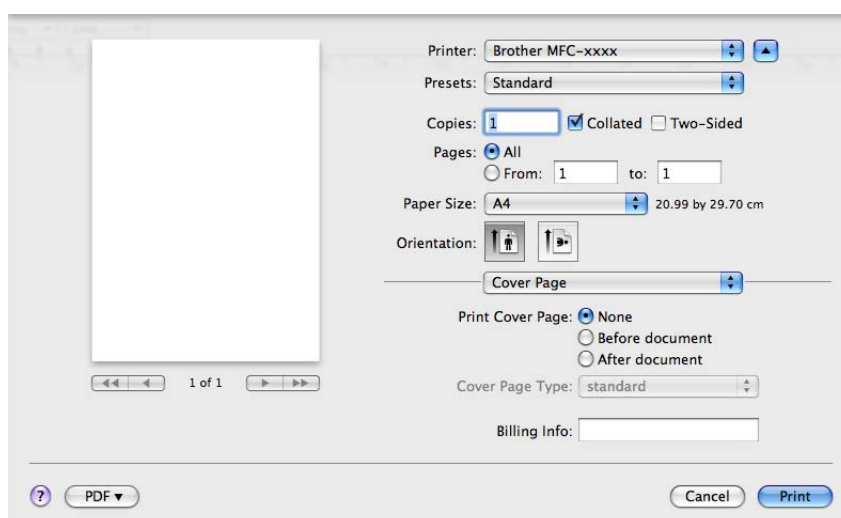 Printer: Brother MFC-xxxx
Presets: Standard
Copies: 1 Collated Two-Sided
Pages: All
From: 1 to: 1
Paper Size: A4 20.99 by 29.70 cm
Orientation:
Cover Page
Print Cover Page: None
Before document
After document
1 of 1
Cover Page Type: standard
Billing Info:
? PDF Cancel Print